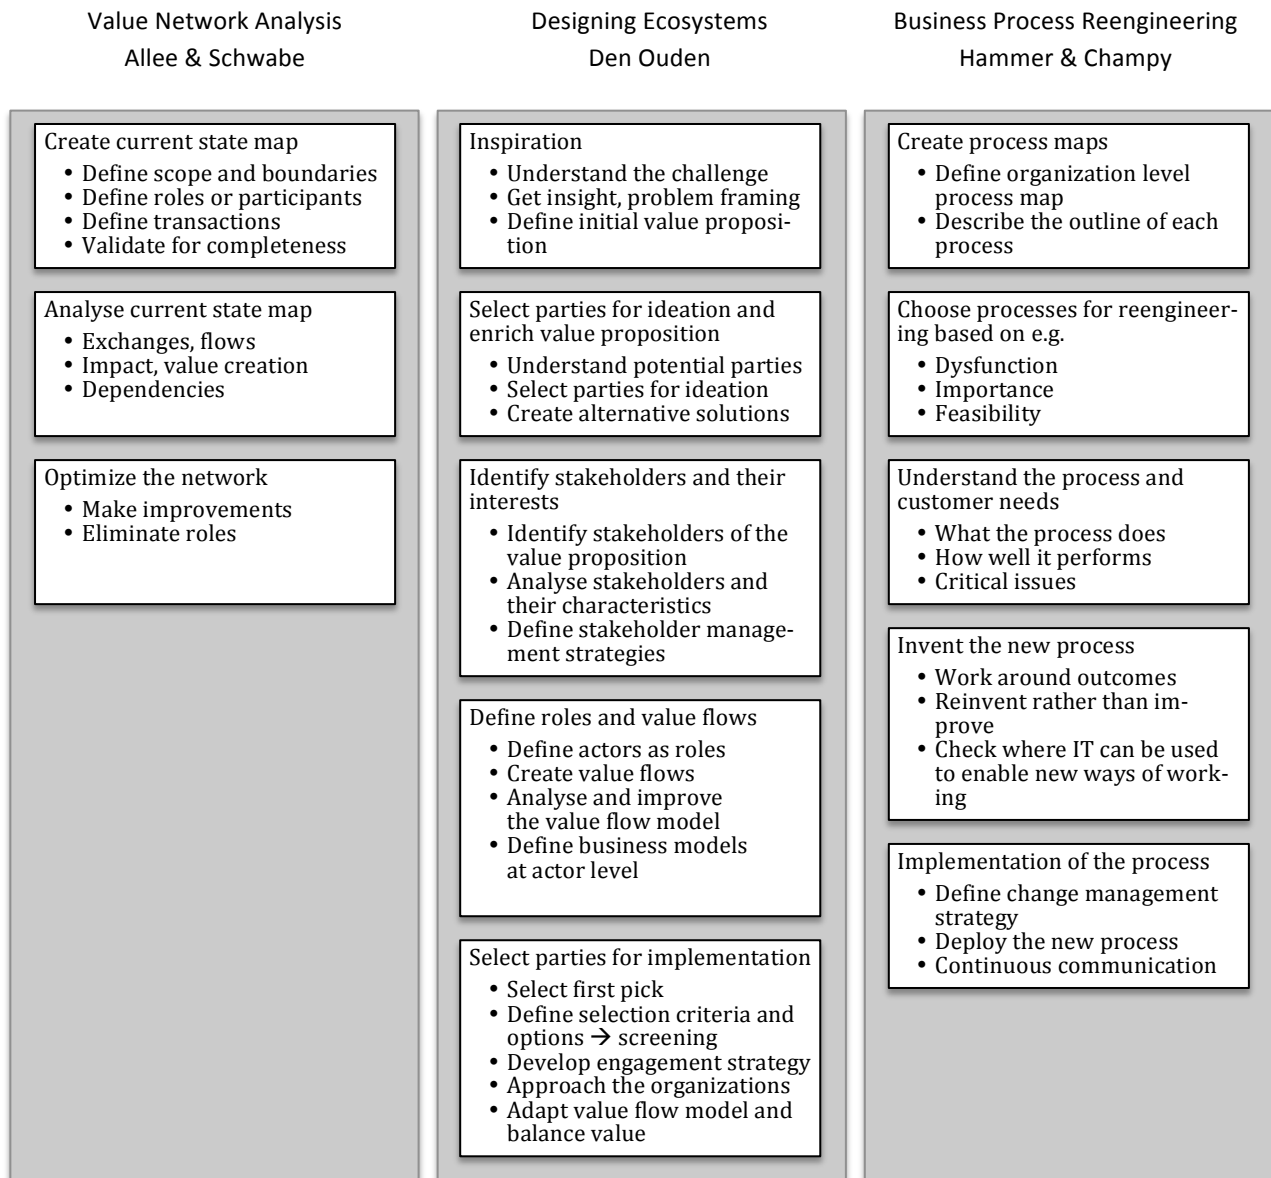 Value Network Analysis
Allee & Schwabe
Create current state map
• Define scope and boundaries
• Define roles or participants
• Define transactions
• Validate for completeness
Analyse current state map
• Exchanges, flows
• Impact, value creation
• Dependencies
Optimize the network
• Make improvements
• Eliminate roles
Designing Ecosystems
Den Ouden
Inspiration
• Understand the challenge
• Get insight, problem framing
• Define initial value proposi-
tion
Select parties for ideation and
enrich value proposition
• Understand potential parties
• Select parties for ideation
• Create alternative solutions
Identify stakeholders and their
interests
• Identify stakeholders of the
value proposition
• Analyse stakeholders and
their characteristics
• Define stakeholder manage-
ment strategies
Define roles and value flows
• Define actors as roles
• Create value flows
• Analyse and improve
the value flow model
• Define business models
at actor level
Select parties for implementation
• Select first pick
• Define selection criteria and
options → screening
• Develop engagement strategy
• Approach the organizations
• Adapt value flow model and
balance value
Business Process Reengineering
Hammer & Champy
Create process maps
• Define organization level
process map
• Describe the outline of each
process
Choose processes for reengineer-
ing based on e.g.
• Dysfunction
• Importance
• Feasibility
Understand the process and
customer needs
• What the process does
• How well it performs
• Critical issues
Invent the new process
• Work around outcomes
• Reinvent rather than im-
prove
• Check where IT can be used
to enable new ways of work-
ing
Implementation of the process
• Define change management
strategy
• Deploy the new process
• Continuous communication